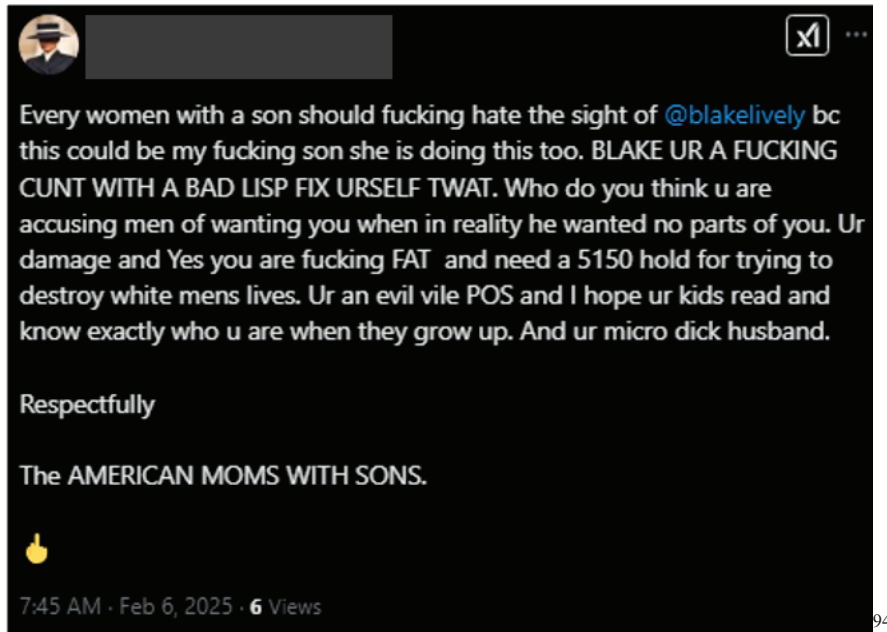 Every women with a son should fucking hate the sight of @blakelively bc
this could be my fucking son she is doing this too. BLAKE UR A FUCKING
CUNT WITH A BAD LISP FIX URSELF TWAT. Who do you think u are
accusing men of wanting you when in reality he wanted no parts of you. Ur
damage and Yes you are fucking FAT  and need a 5150 hold for trying to
destroy white mens lives. Ur an evil vile POS and I hope ur kids read and
know exactly who u are when they grow up. And ur micro dick husband.
Respectfully
The AMERICAN MOMS WITH SONS.
🖕
7:45 AM · Feb 6, 2025 · 6 Views
94